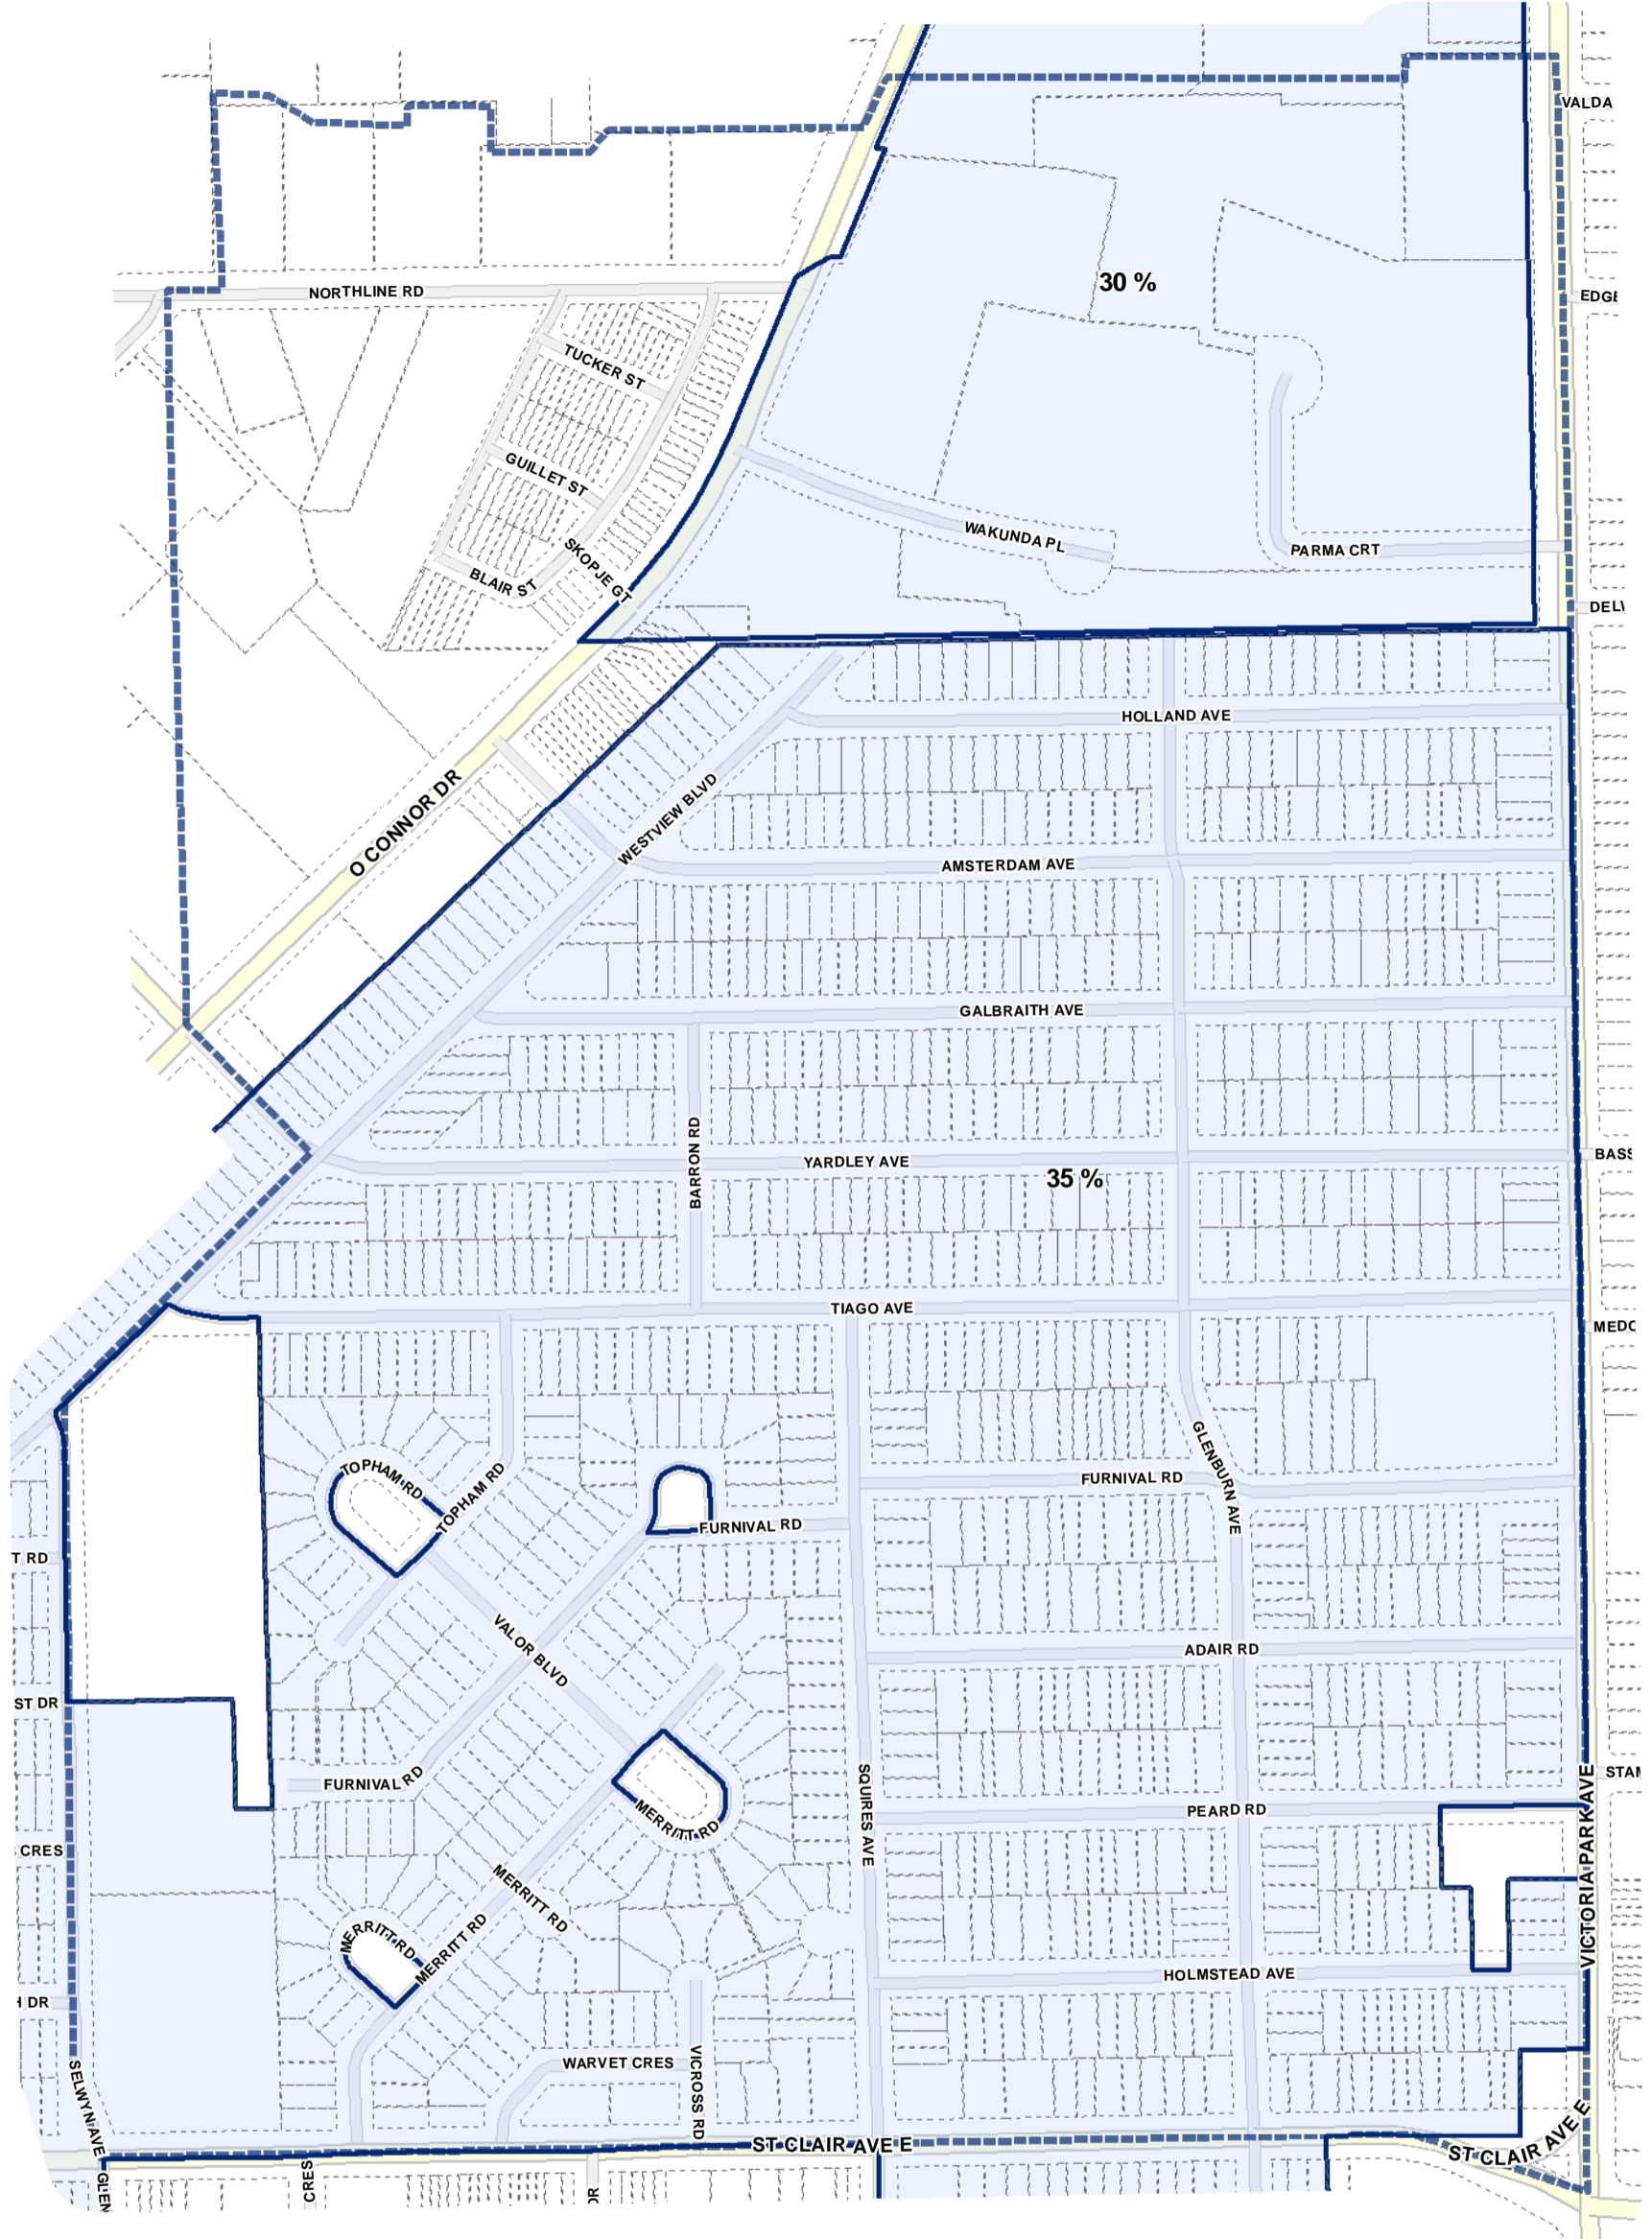 VALDA
30 %
NORTHLINE RD
EDGE
TUCKER ST
GUILLET ST
WAKUNDA PL
PARMA CRT
SKOPJE GT
BLAIR ST
HOLLAND AVE
O CONNOR DR
WESTVIEW BLVD
AMSTERDAM AVE
GALBRAITH AVE
BARRON RD
YARDLEY AVE
BASS
35 %
TIAGO AVE
MEDO
TOPHAM RD
TOPHAM RD
FURNIVAL RD
GLENBURN AVE
FURNIVAL RD
T RD
VALOR BLVD
ADAIR RD
ST DR
FURNIVAL RD
SQUIRES AVE
STAM
MERRITT RD
PEARD RD
VICTORIA PARK AVE
CRES
MERRITT RD
MERRITT RD
MERRITT RD
HOLMSTEAD AVE
H DR
SELWYN AVE
WARVET CRES
VICROSS RD
ST CLAIR AVE E
ST CLAIR AVE E
GLEN
CRES
DR